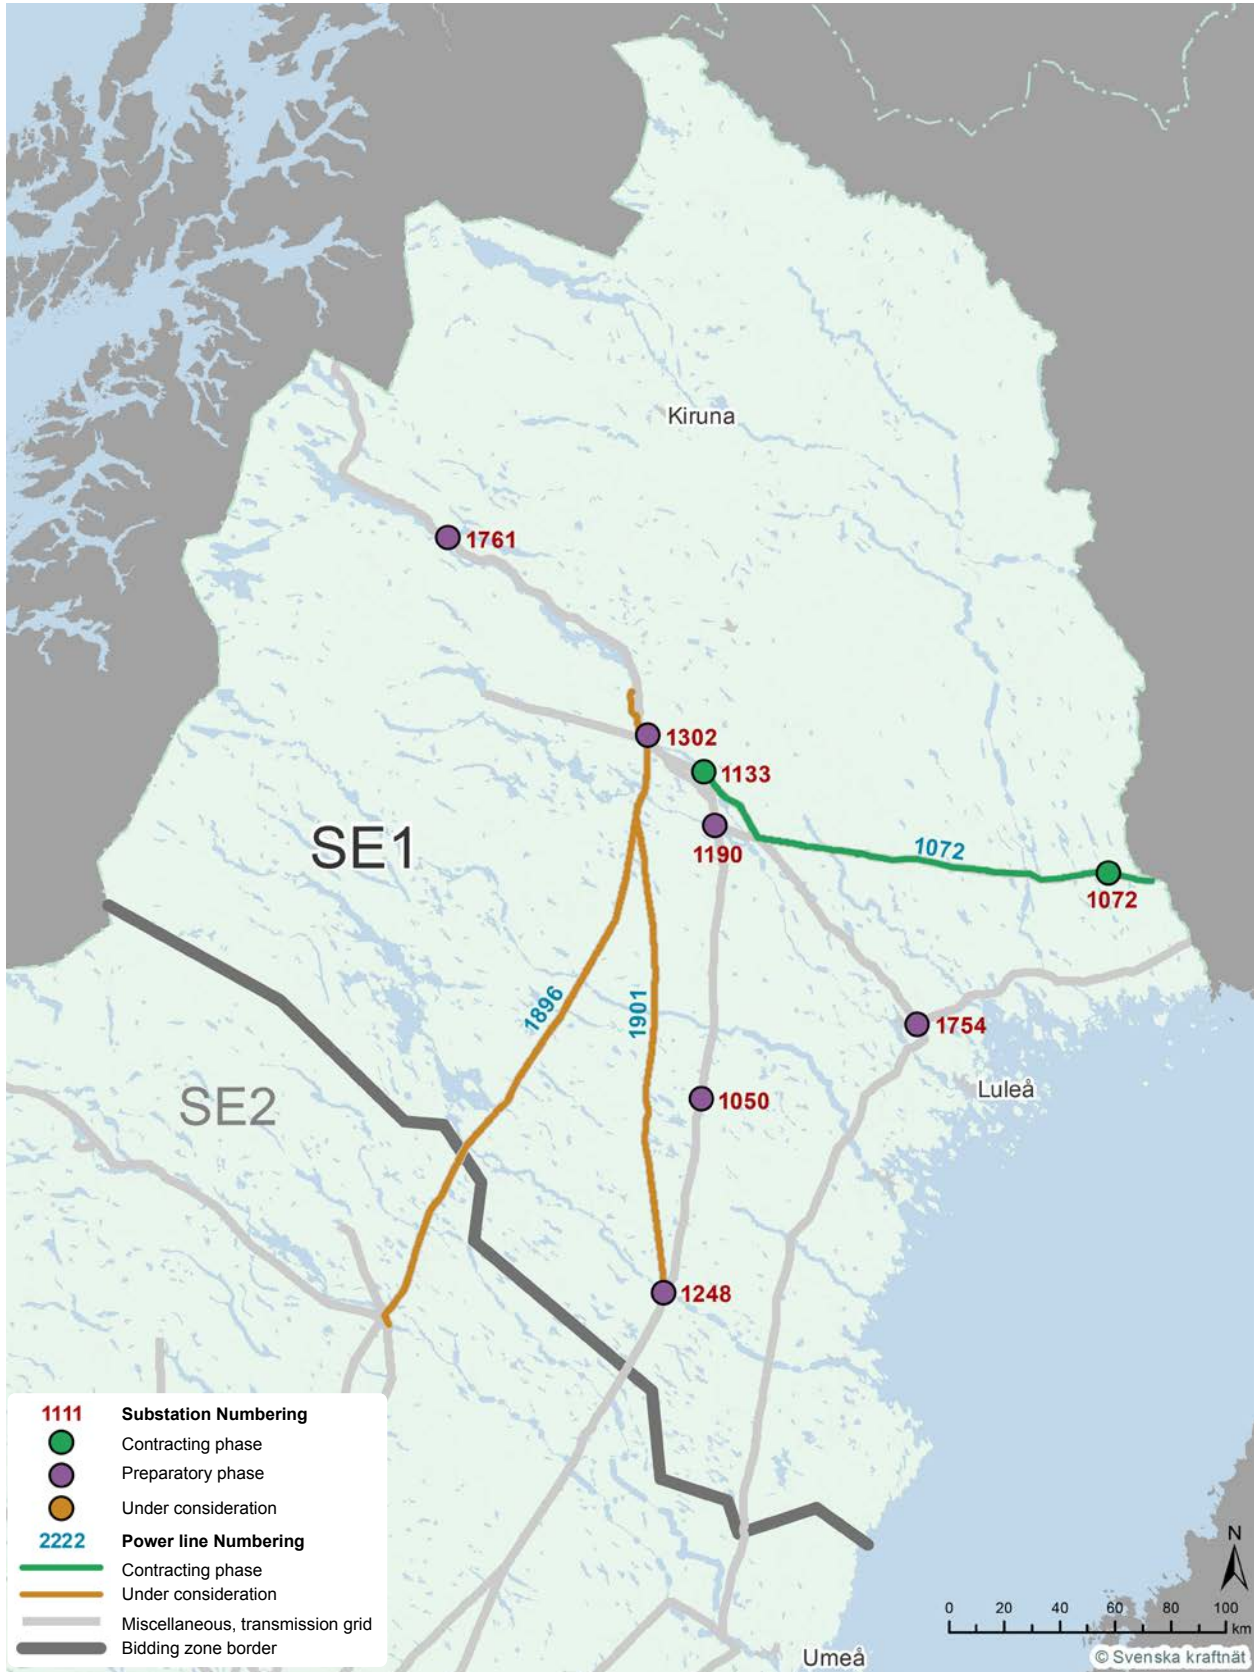 Kiruna
1761
1302
1133
SE1
1190
1072
1072
1896
1901
1754
Luleå
SE2
1050
1248
1111 Substation Numbering
Contracting phase
Preparatory phase
Under consideration
2222 Power line Numbering
Contracting phase
Under consideration
Miscellaneous, transmission grid
Bidding zone border
N
0 20 40 60 80 100
km
Umeå
© Svenska kraftnät